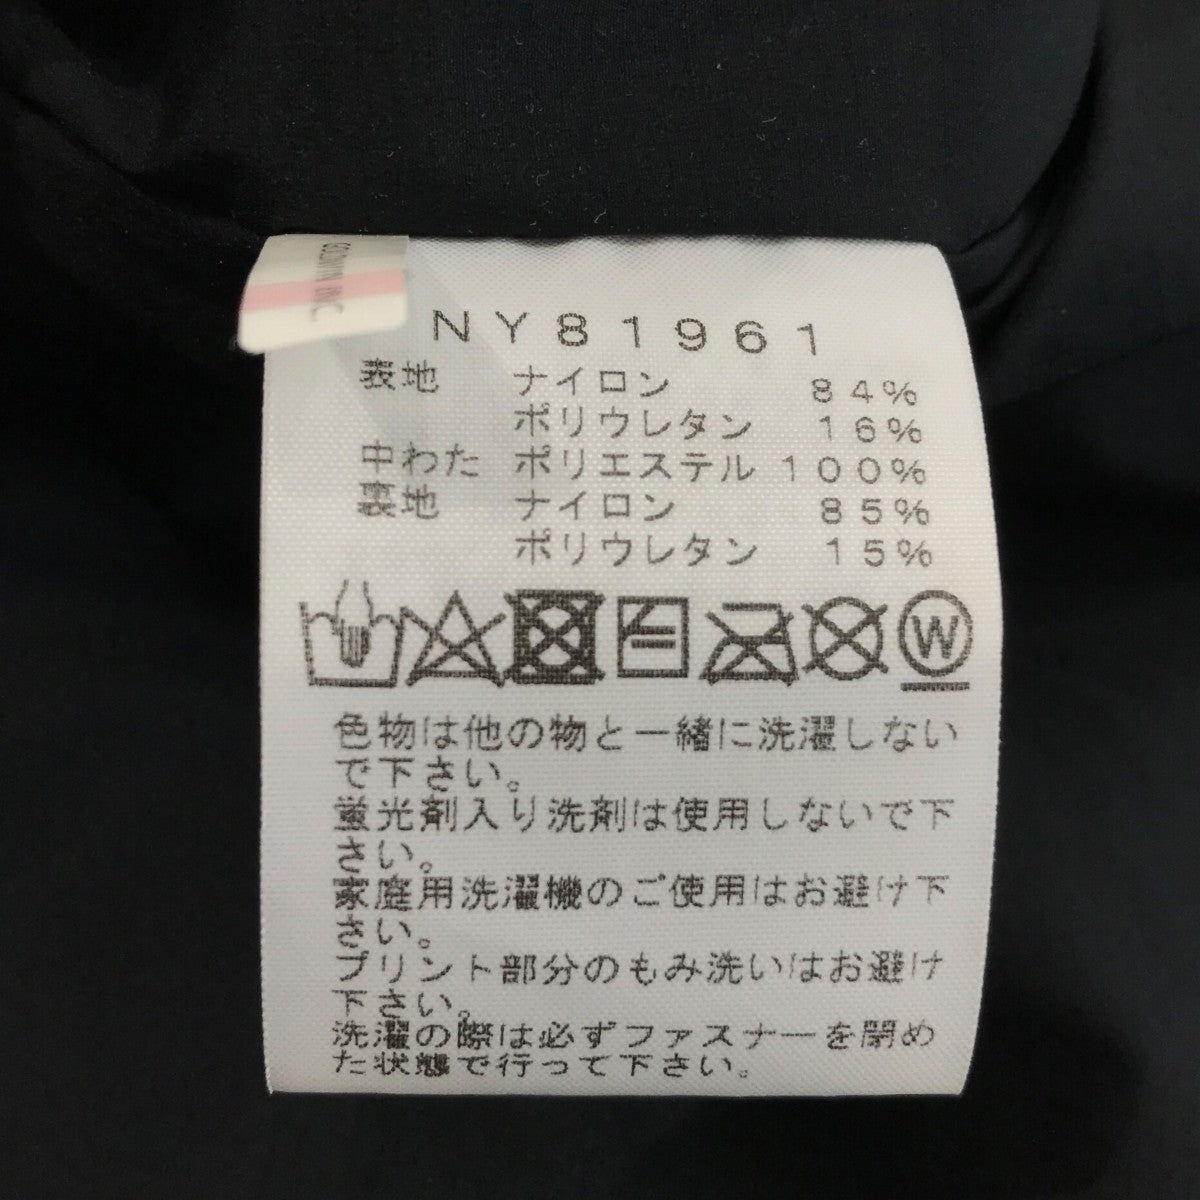 GOLDWIN INC
NY81961
表地 ナイロン 84%
ポリウレタン 16%
中わた ポリエステル 100%
裏地 ナイロン 85%
ポリウレタン 15%
W
色物は他の物と一緒に洗濯しない
で下さい。
蛍光剤入り洗剤は使用しないで下
さい。
家庭用洗濯機のご使用はお避け下
さい。
プリント部分のもみ洗いはお避け
下さい。
洗濯の際は必ずファスナーを閉め
た状態で行って下さい。